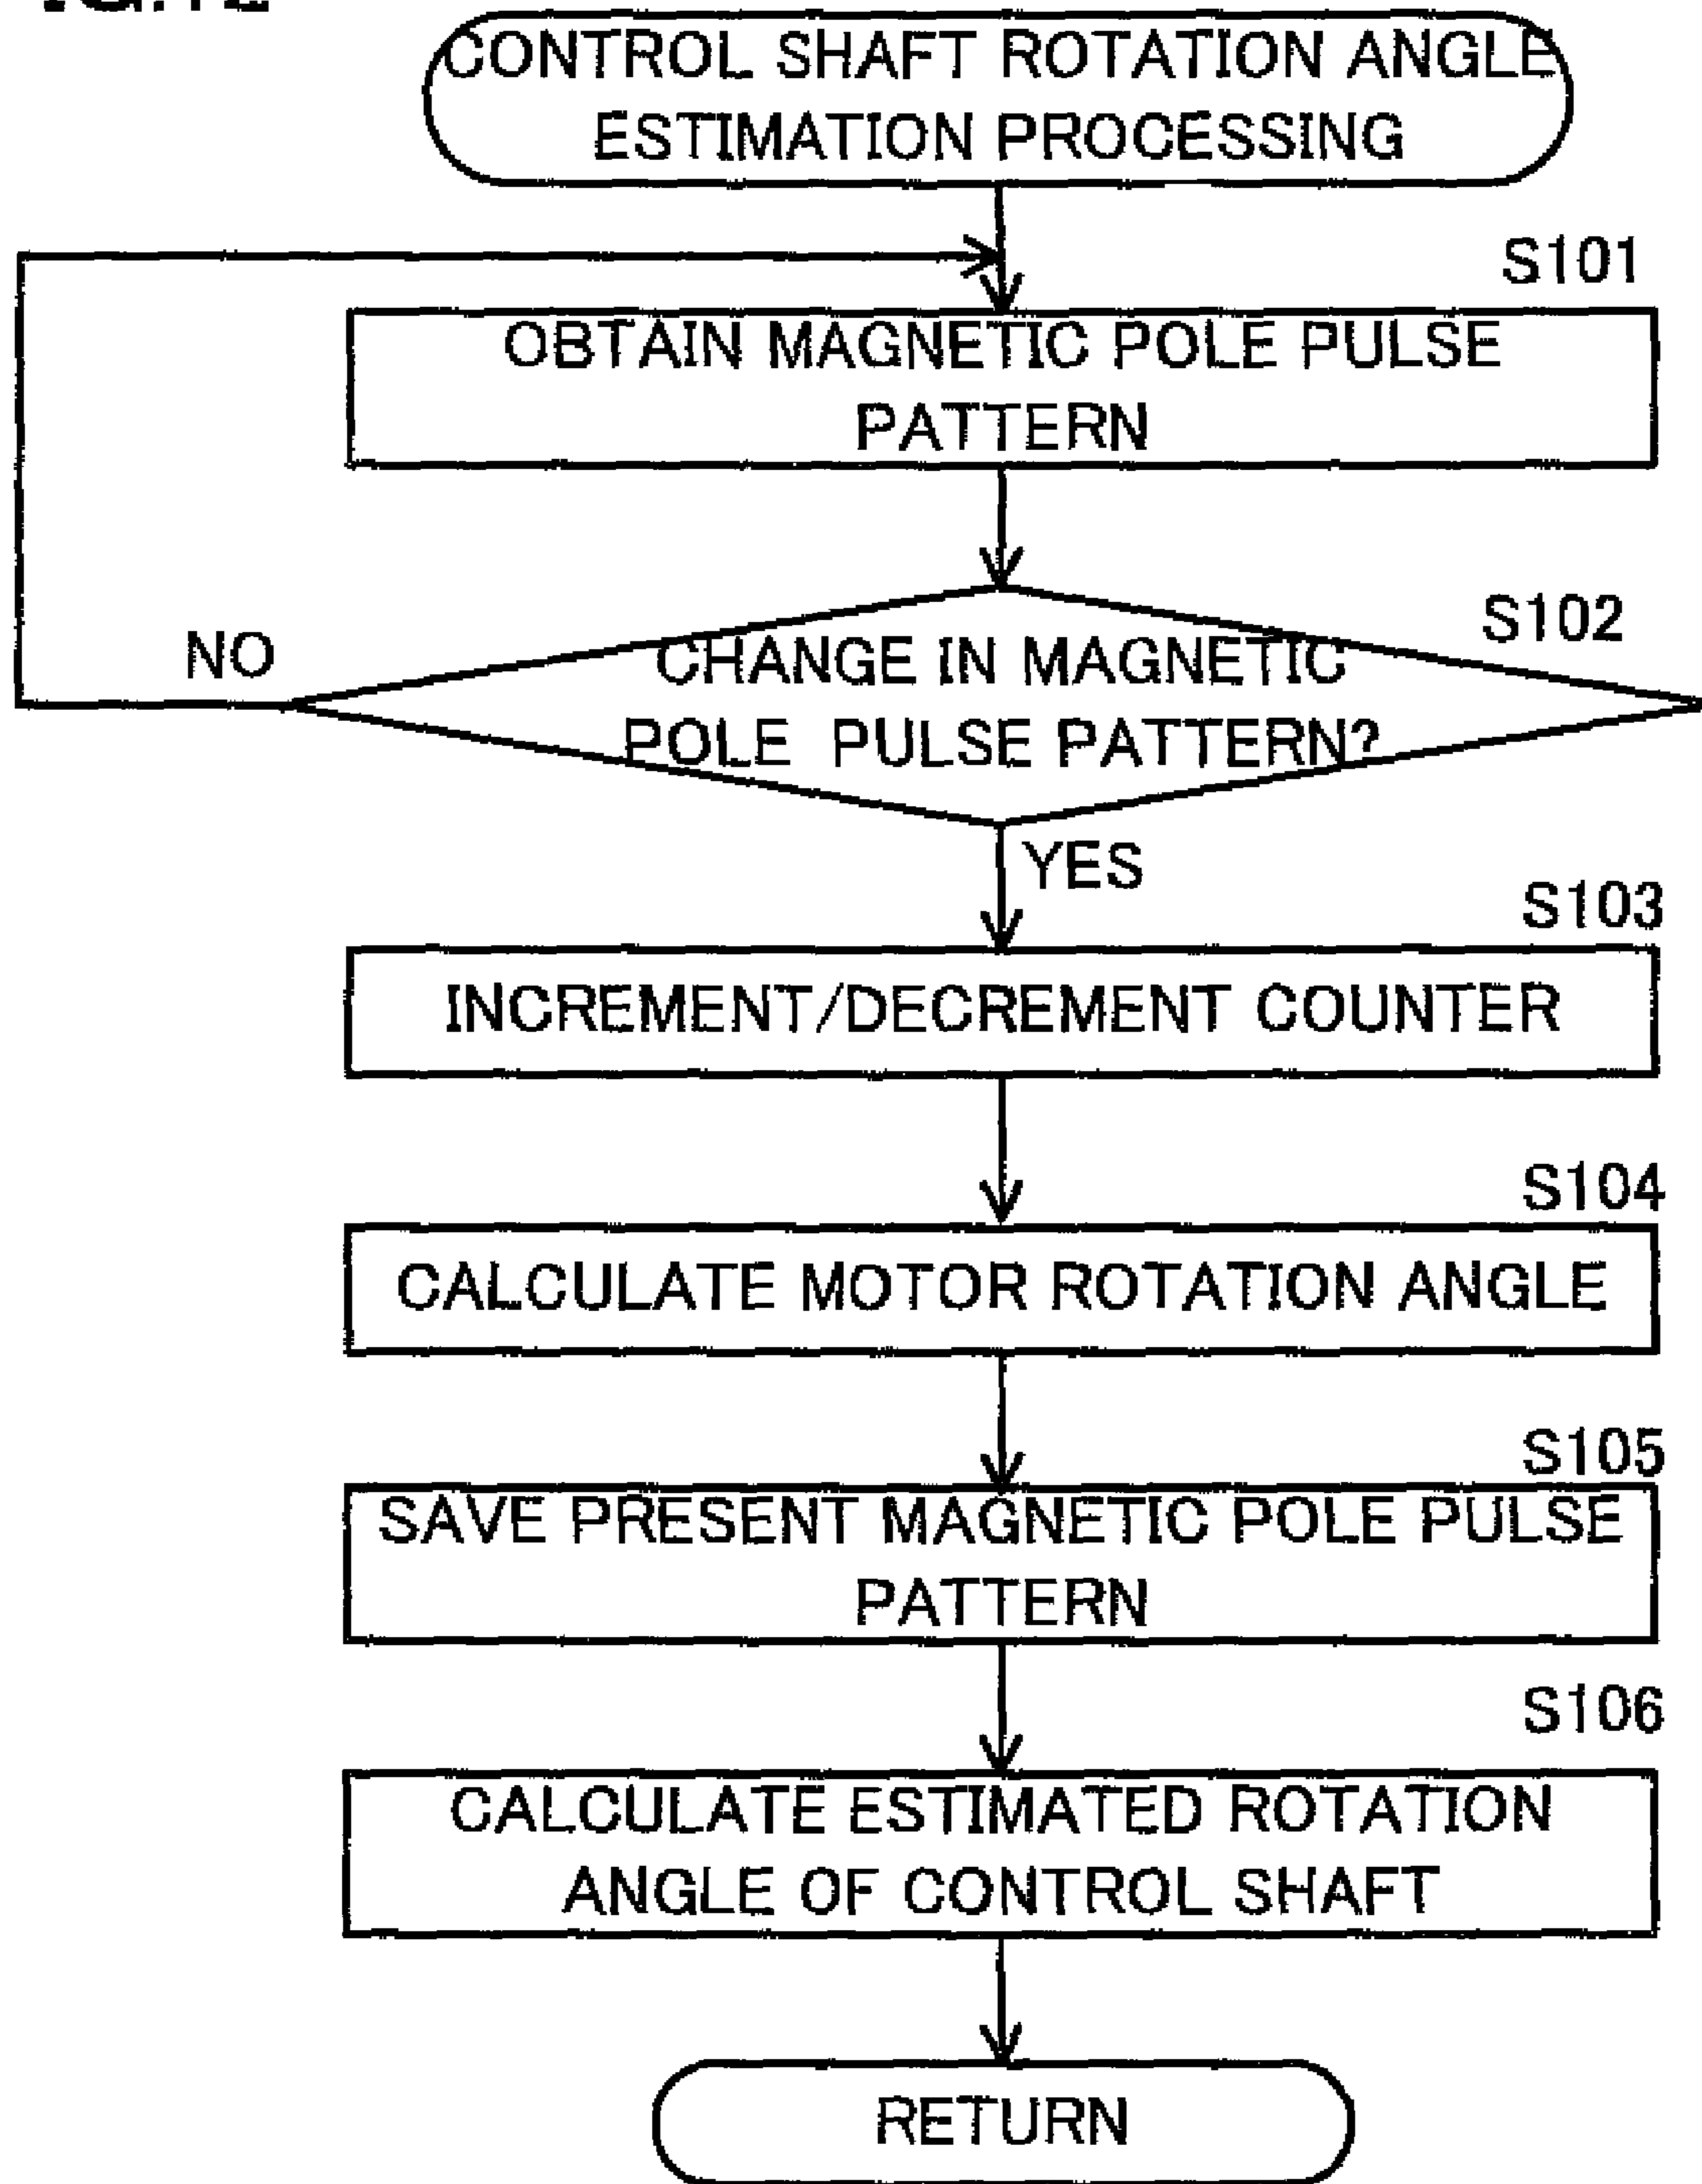 CONTROL SHAFT ROTATION ANGLE
ESTIMATION PROCESSING
S101
OBTAIN MAGNETIC POLE PULSE
PATTERN
S102
NO
CHANGE IN MAGNETIC
POLE PULSE PATTERN?
YES
S103
INCREMENT/DECREMENT COUNTER
S104
CALCULATE MOTOR ROTATION ANGLE
S105
SAVE PRESENT MAGNETIC POLE PULSE
PATTERN
S106
CALCULATE ESTIMATED ROTATION
ANGLE OF CONTROL SHAFT
RETURN